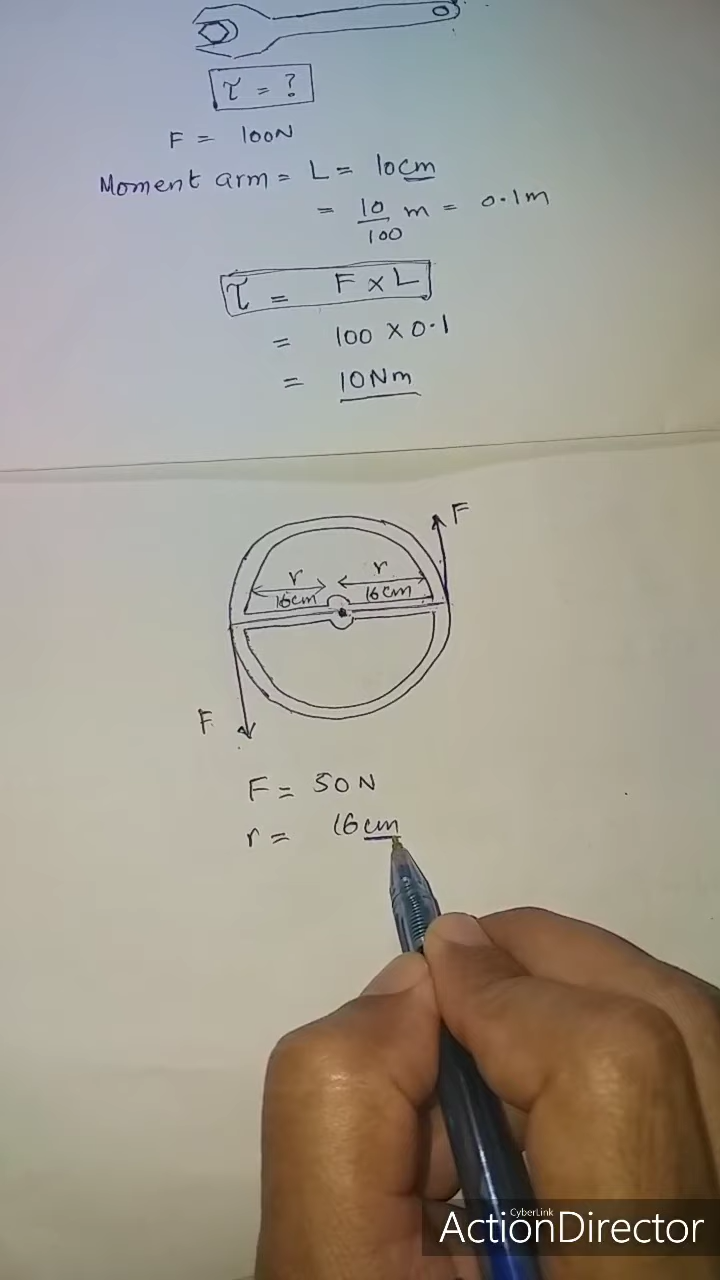 τ = ?
F = 100N
Moment arm = L = 10cm
= 10/100 m = 0.1m
τ = F × L
= 100 × 0.1
= 10Nm
F
r r
16cm 16cm
F
F = 50N
r = 16cm
CyberLink
ActionDirector